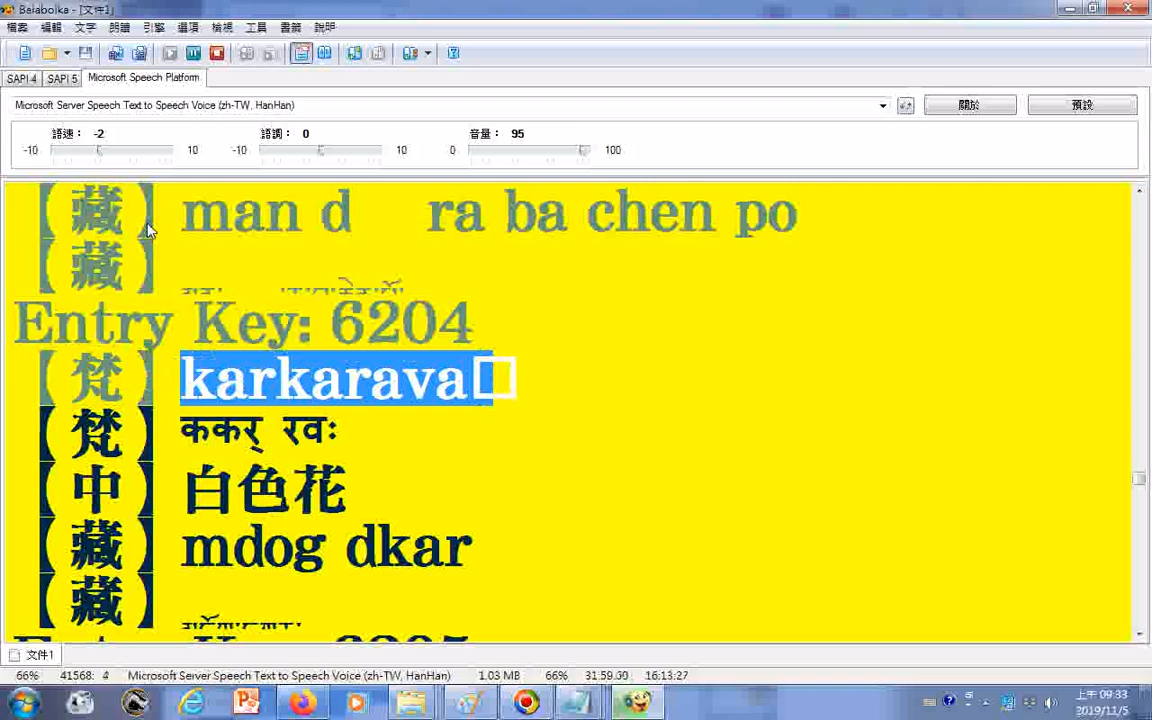 Balabolka - [文件1]
檔案 編輯 文字 朗讀 引擎 選項 檢視 工具 書籤 說明
SAPI 4 SAPI 5 Microsoft Speech Platform
Microsoft Server Speech Text to Speech Voice (zh-TW, HanHan) 關於 預設
語速： -2 語調： 0 音量： 95
-10 10 -10 10 0 100
【藏】 man d ra ba chen po
【藏】
Entry Key: 6204
【梵】 karkarava□
【梵】 ककर् रवः
【中】 白色花
【藏】 mdog dkar
【藏】
Entry Key: 6205
文件1
66% 41568: 4 Microsoft Server Speech Text to Speech Voice (zh-TW, HanHan) 1.03 MB 66% 31:59.60 16:13:27
上午 09:33
2019/11/5